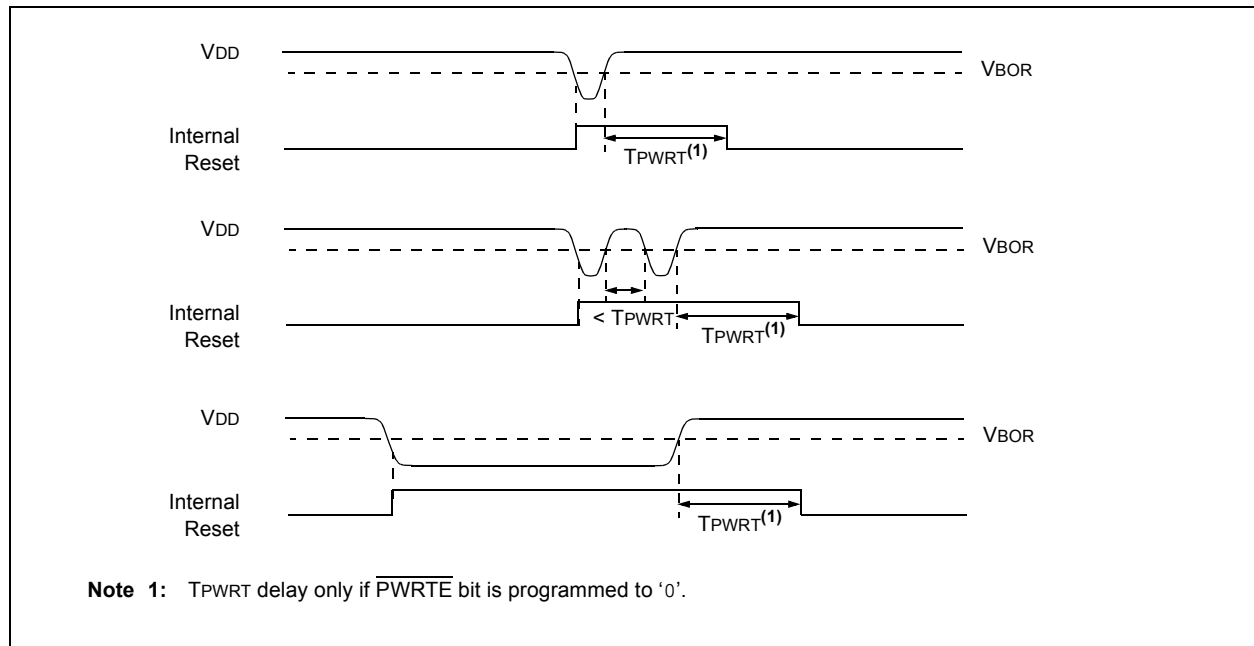 VDD
VBOR
Internal
Reset
TPWRT(1)
VDD
VBOR
Internal
Reset
< TPWRT
TPWRT(1)
VDD
VBOR
Internal
Reset
TPWRT(1)
Note 1: TPWRT delay only if PWRTE bit is programmed to ‘0’.